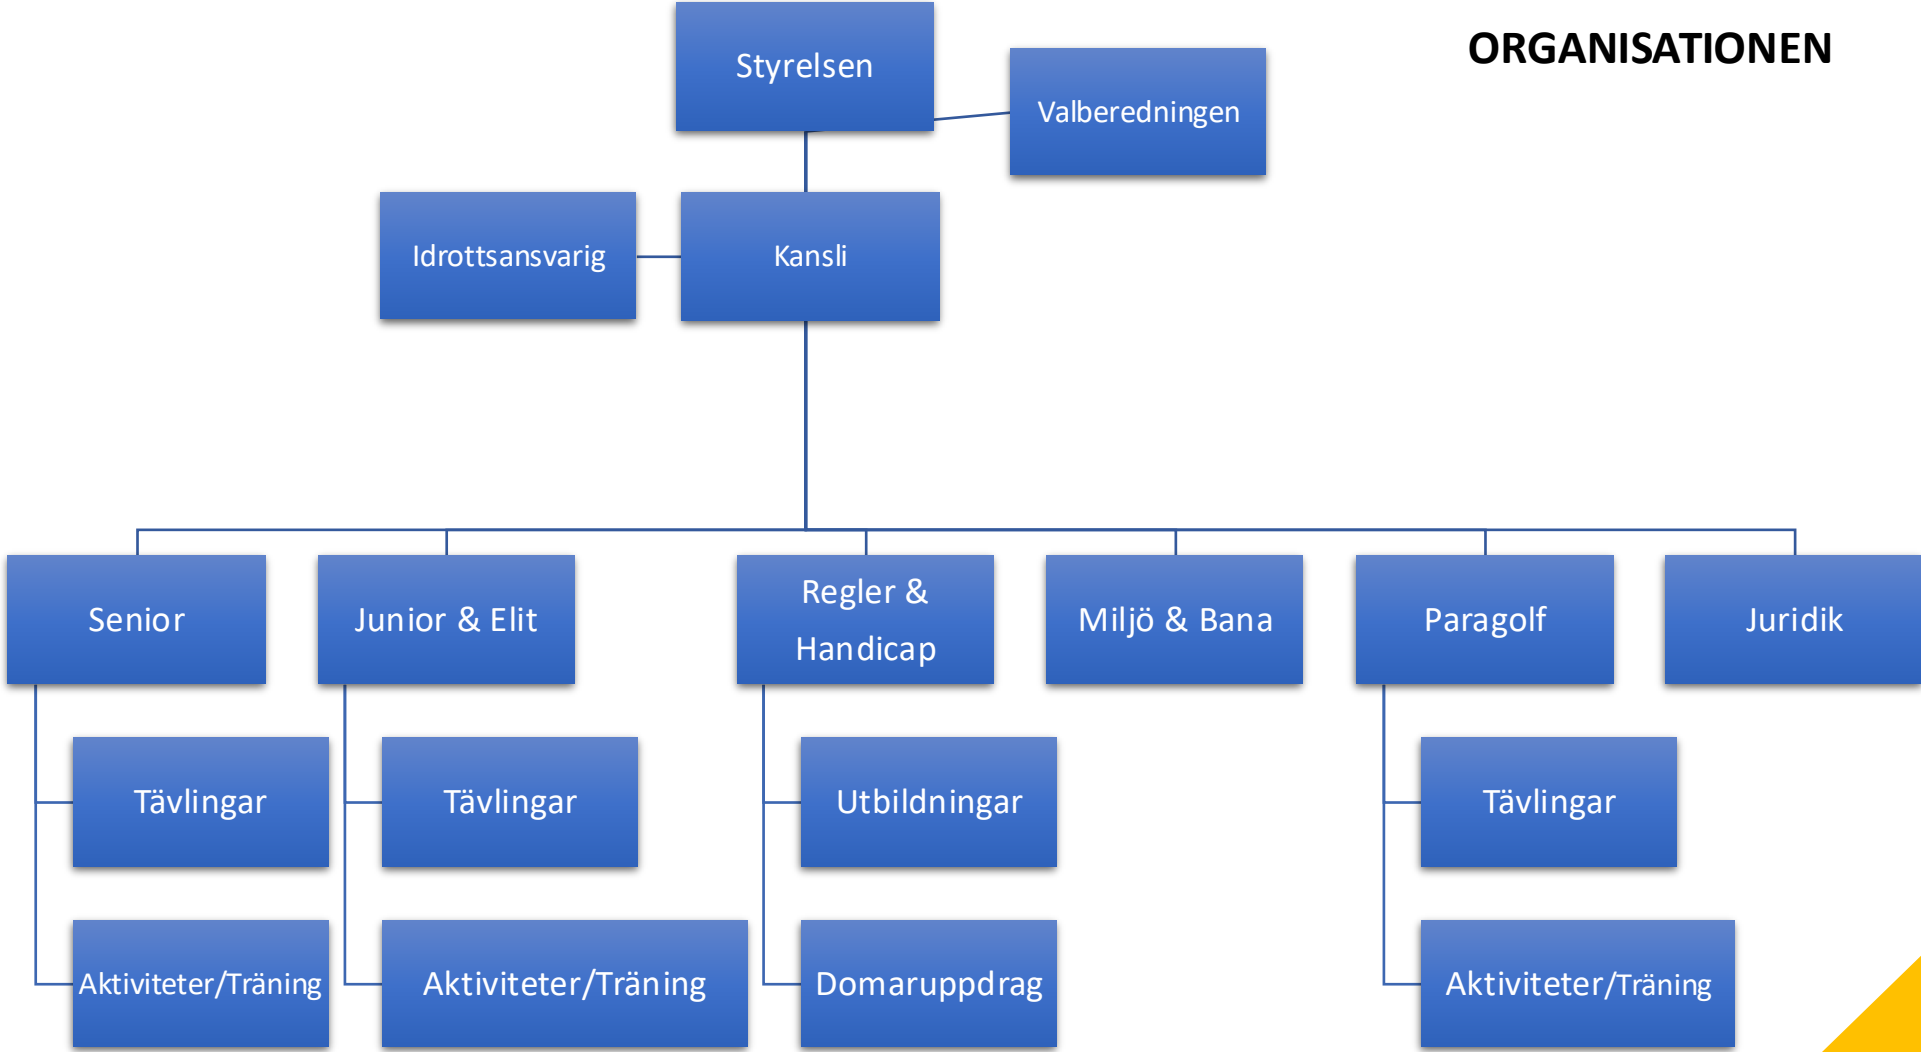 ORGANISATIONEN
Styrelsen
Valberedningen
Idrottsansvarig
Kansli
Senior
Junior & Elit
Regler &
Handicap
Miljö & Bana
Paragolf
Juridik
Tävlingar
Tävlingar
Utbildningar
Tävlingar
Aktiviteter/Träning
Aktiviteter/Träning
Domaruppdrag
Aktiviteter/Träning